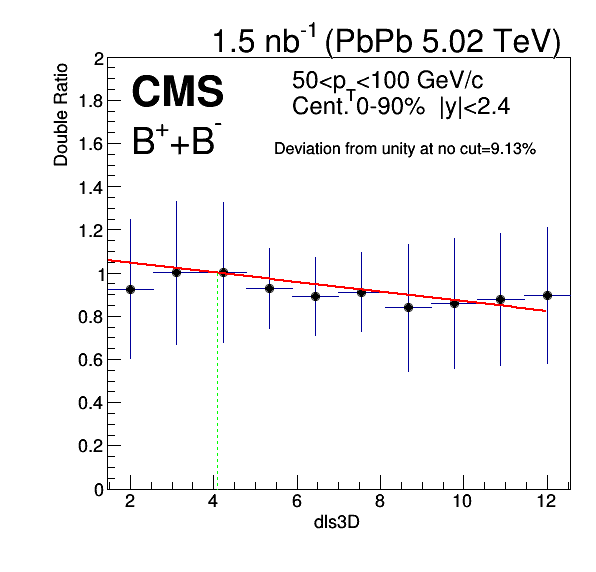 1.5 nb⁻¹ (PbPb 5.02 TeV)
CMS
50<p_T<100 GeV/c
Cent. 0-90% |y|<2.4
B⁺+B⁻
Deviation from unity at no cut=9.13%
Double Ratio
2
1.8
1.6
1.4
1.2
1
0.8
0.6
0.4
0.2
0
2 4 6 8 10 12
dls3D